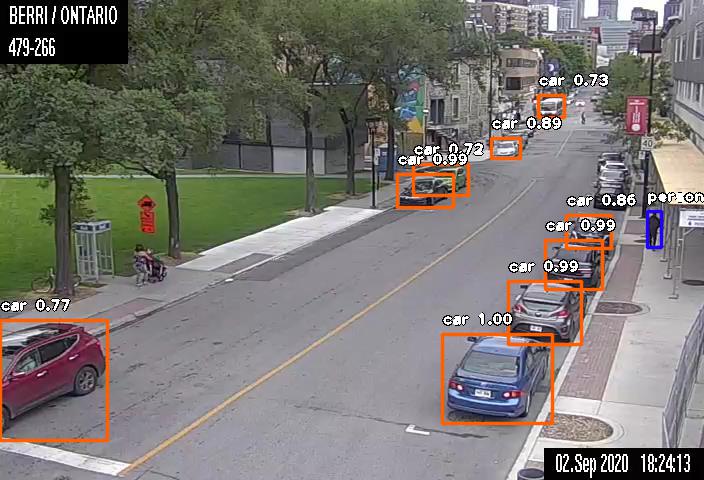 BERRI / ONTARIO
479-266
car 0.73
car 0.89
car 0.72
car 0.99
40
car 0.86
person
car 0.99
car 0.99
car 0.77
car 1.00
02.Sep 2020 18:24:13